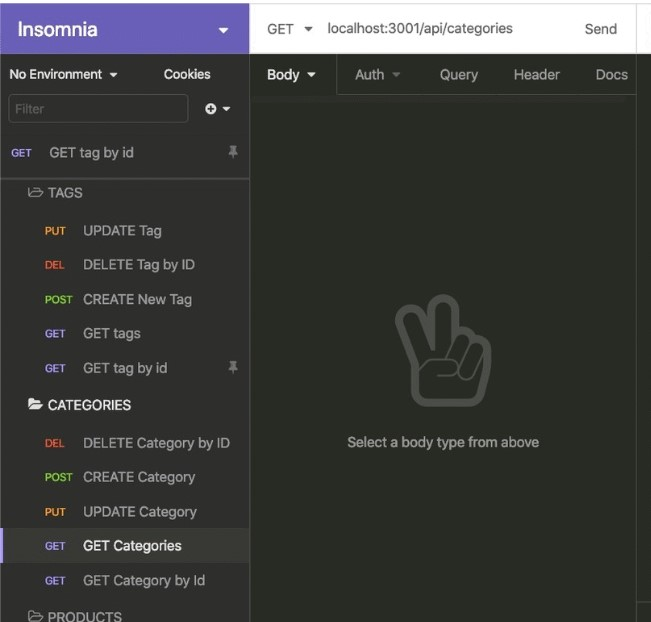 Insomnia
GET localhost:3001/api/categories Send
No Environment Cookies
Body Auth Query Header Docs
Filter
GET GET tag by id
TAGS
PUT UPDATE Tag
DEL DELETE Tag by ID
POST CREATE New Tag
GET GET tags
GET GET tag by id
CATEGORIES
DEL DELETE Category by ID
POST CREATE Category
PUT UPDATE Category
GET GET Categories
GET GET Category by Id
PRODUCTS
Select a body type from above